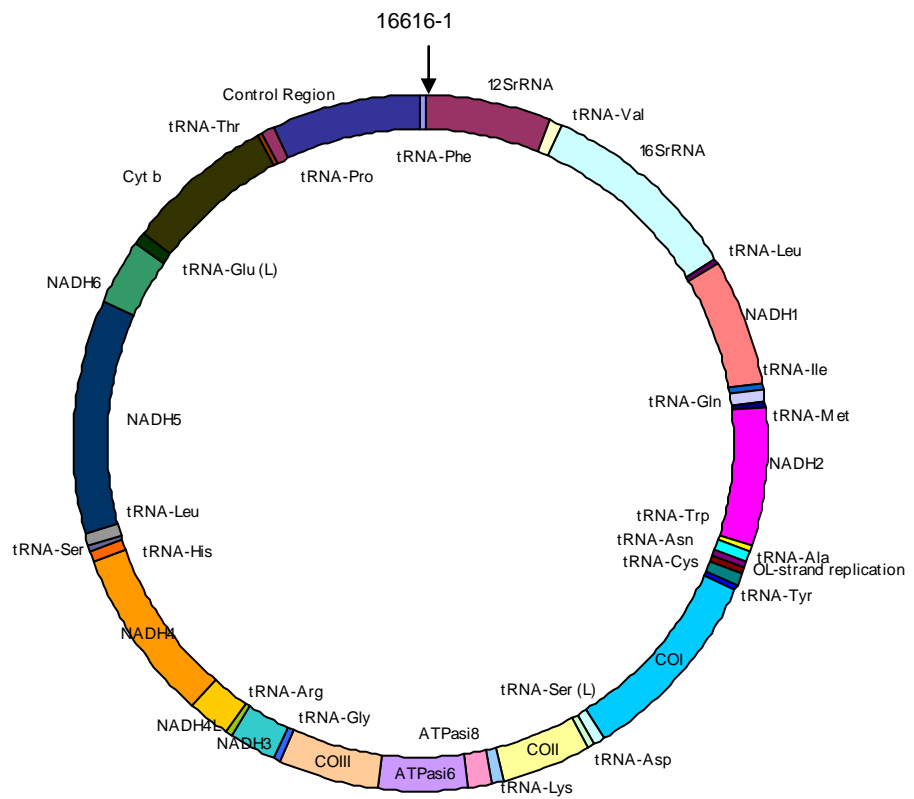 16616-1
12SrRNA
Control Region
tRNA-Val
tRNA-Thr
16SrRNA
tRNA-Phe
tRNA-Pro
Cyt b
tRNA-Leu
tRNA-Glu (L)
NADH6
NADH1
tRNA-Ile
tRNA-Gln
tRNA-Met
NADH5
NADH2
tRNA-Leu
tRNA-Trp
tRNA-Asn
tRNA-Ser
tRNA-His
tRNA-Cys
tRNA-Ala
OL-strand replication
tRNA-Tyr
NADH4
COI
tRNA-Arg
tRNA-Ser (L)
tRNA-Gly
NADH4L
NADH3
ATPasi8
COIII
COII
tRNA-Asp
ATPasi6
tRNA-Lys